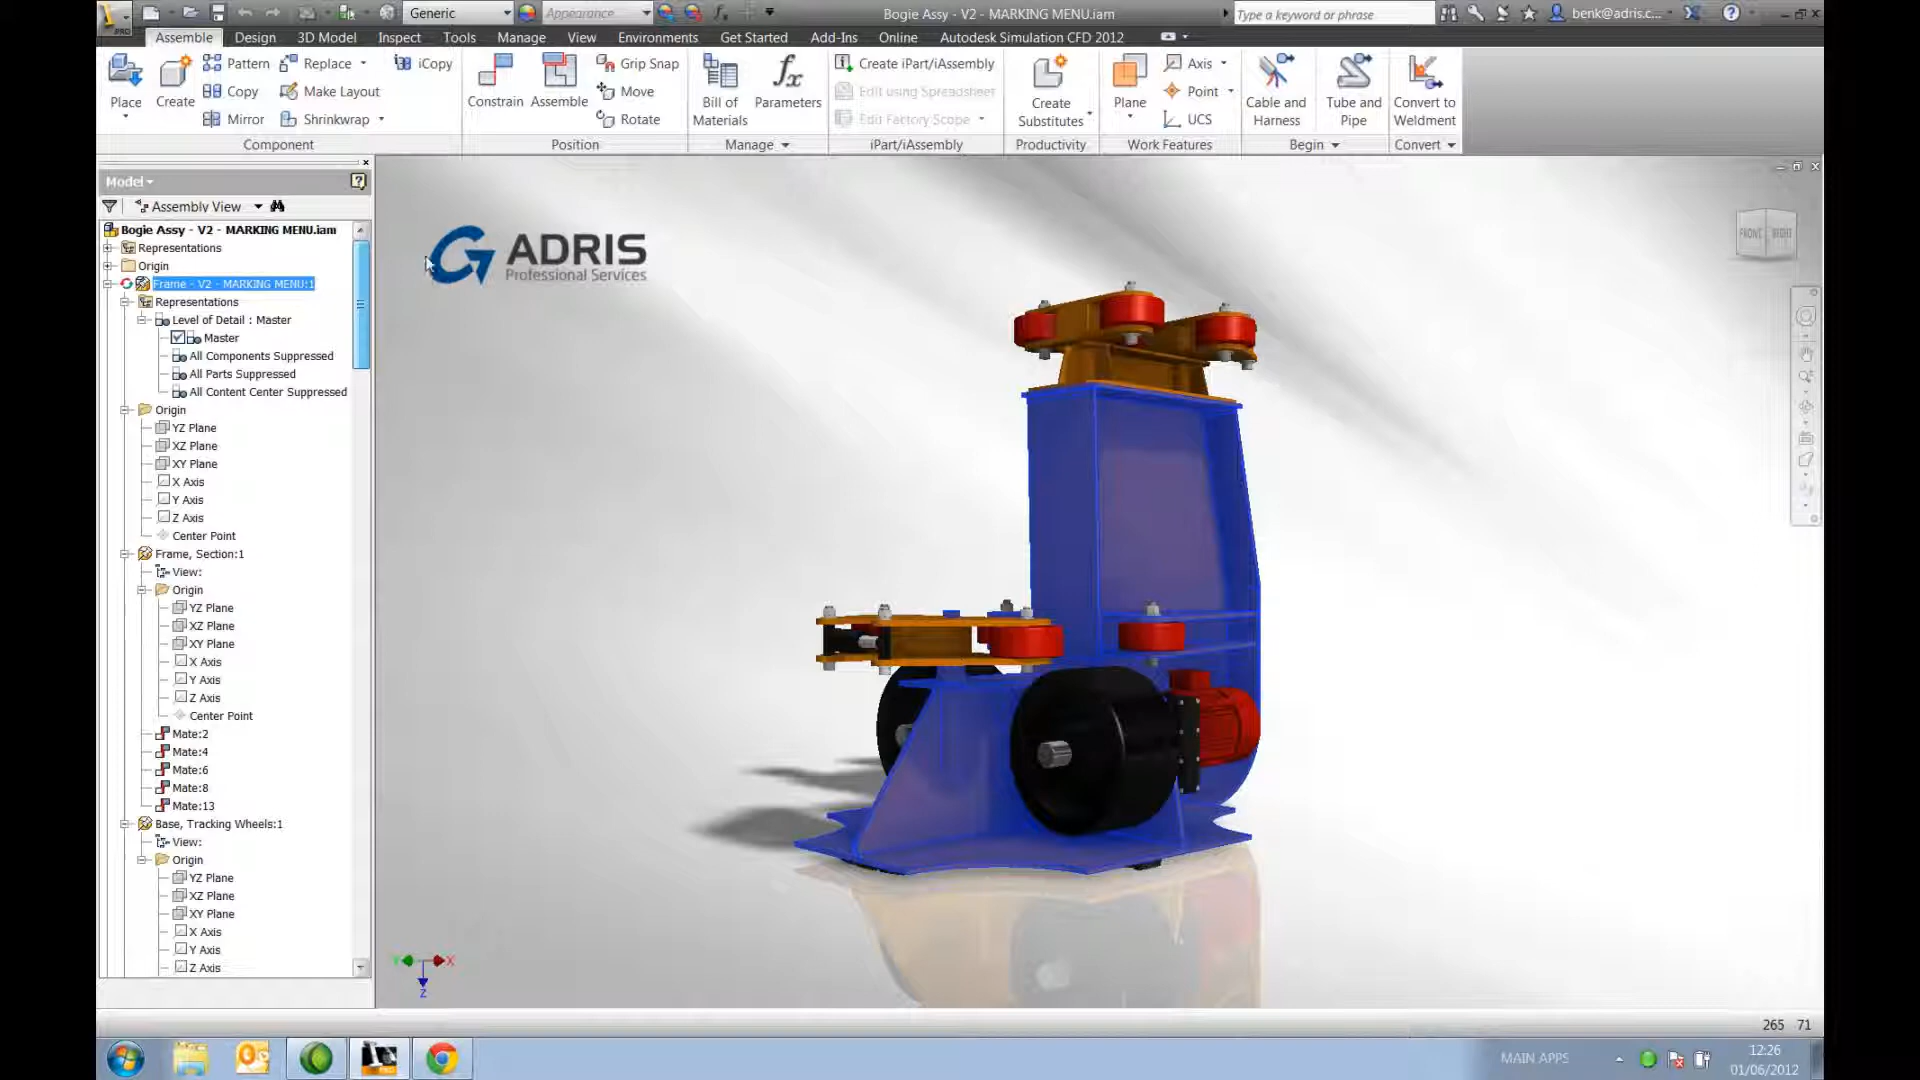 Generic
Appearance
Bogie Assy - V2 - MARKING MENU.iam
Type a keyword or phrase
benk@adris.c...
PRO
Assemble Design 3D Model Inspect Tools Manage View Environments Get Started Add-Ins Online Autodesk Simulation CFD 2012
Place
Create
Pattern
Copy
Mirror
Replace
Make Layout
Shrinkwrap
iCopy
Constrain
Assemble
Grip Snap
Move
Rotate
Bill of
Materials
Parameters
Create iPart/iAssembly
Edit using Spreadsheet
Edit Factory Scope
Create
Substitutes
Plane
Axis
Point
UCS
Cable and
Harness
Tube and
Pipe
Convert to
Weldment
Component
Position
Manage
iPart/iAssembly
Productivity
Work Features
Begin
Convert
Model
Assembly View
Bogie Assy - V2 - MARKING MENU.iam
Representations
Origin
Frame - V2 - MARKING MENU:1
Representations
Level of Detail : Master
Master
All Components Suppressed
All Parts Suppressed
All Content Center Suppressed
Origin
YZ Plane
XZ Plane
XY Plane
X Axis
Y Axis
Z Axis
Center Point
Frame, Section:1
View:
Origin
YZ Plane
XZ Plane
XY Plane
X Axis
Y Axis
Z Axis
Center Point
Mate:2
Mate:4
Mate:6
Mate:8
Mate:13
Base, Tracking Wheels:1
View:
Origin
YZ Plane
XZ Plane
XY Plane
X Axis
Y Axis
Z Axis
ADRIS
Professional Services
FRONT
RIGHT
X
Z
265 71
MAIN APPS
12:26
01/06/2012